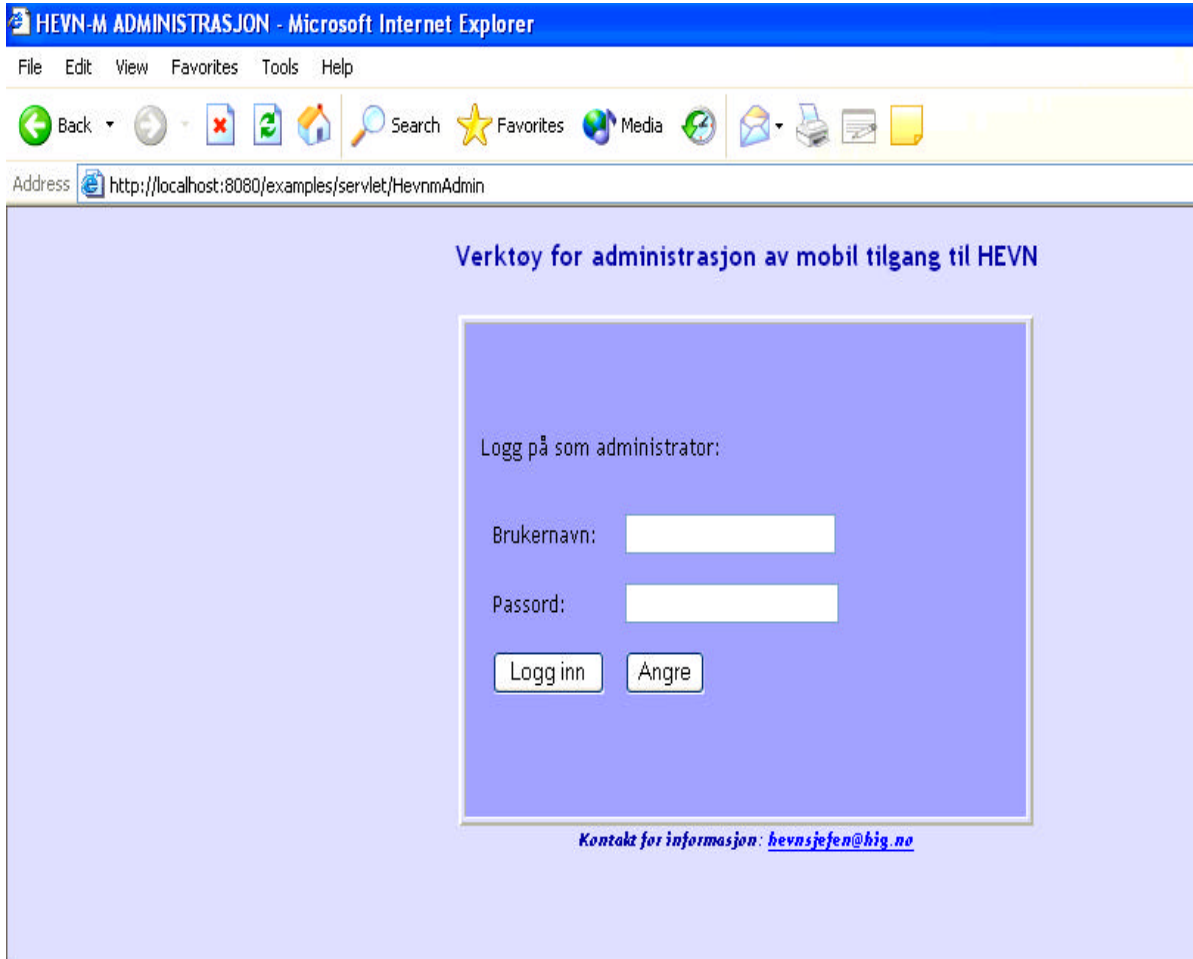 HEVN-M ADMINISTRASJON - Microsoft Internet Explorer
File Edit View Favorites Tools Help
Back Search Favorites Media
Address http://localhost:8080/examples/servlet/HevnmAdmin
Verktøy for administrasjon av mobil tilgang til HEVN
Logg på som administrator:
Brukernavn:
Passord:
Logg inn Angre
Kontakt for informasjon: hevnsjefen@hig.no